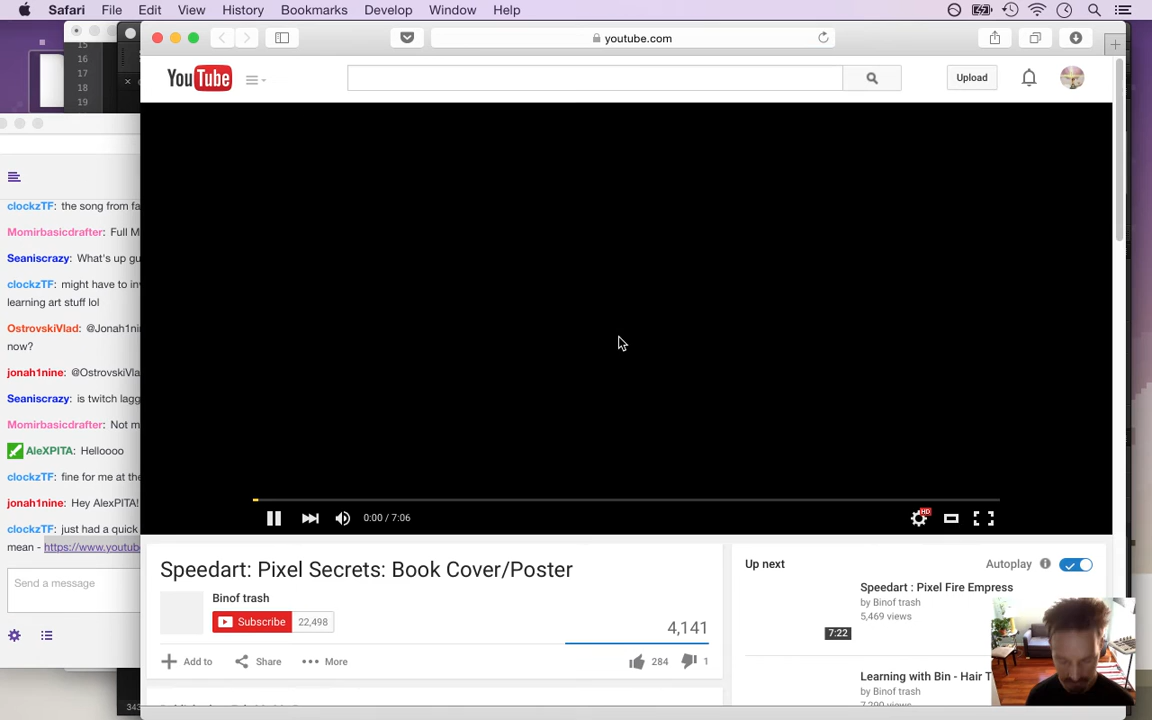 Safari File Edit View History Bookmarks Develop Window Help
youtube.com
15
16
17
18
19
YouTube
Upload
clockzTF: the song from fa
Momirbasicdrafter: Full M
Seaniscrazy: What's up gu
clockzTF: might have to in
learning art stuff lol
OstrovskiVlad: @Jonah1ni
now?
jonah1nine: @OstrovskiVla
Seaniscrazy: is twitch lagg
Momirbasicdrafter: Not m
AleXPITA: Helloooo
clockzTF: fine for me at the
jonah1nine: Hey AlexPITA!
clockzTF: just had a quick
mean - https://www.youtub
Send a message
343
0:00 / 7:06
HD
Speedart: Pixel Secrets: Book Cover/Poster
Binof trash
Subscribe 22,498
4,141
Add to Share More
284 1
Up next
Autoplay
Speedart : Pixel Fire Empress
by Binof trash
5,469 views
7:22
Learning with Bin - Hair T
by Binof trash